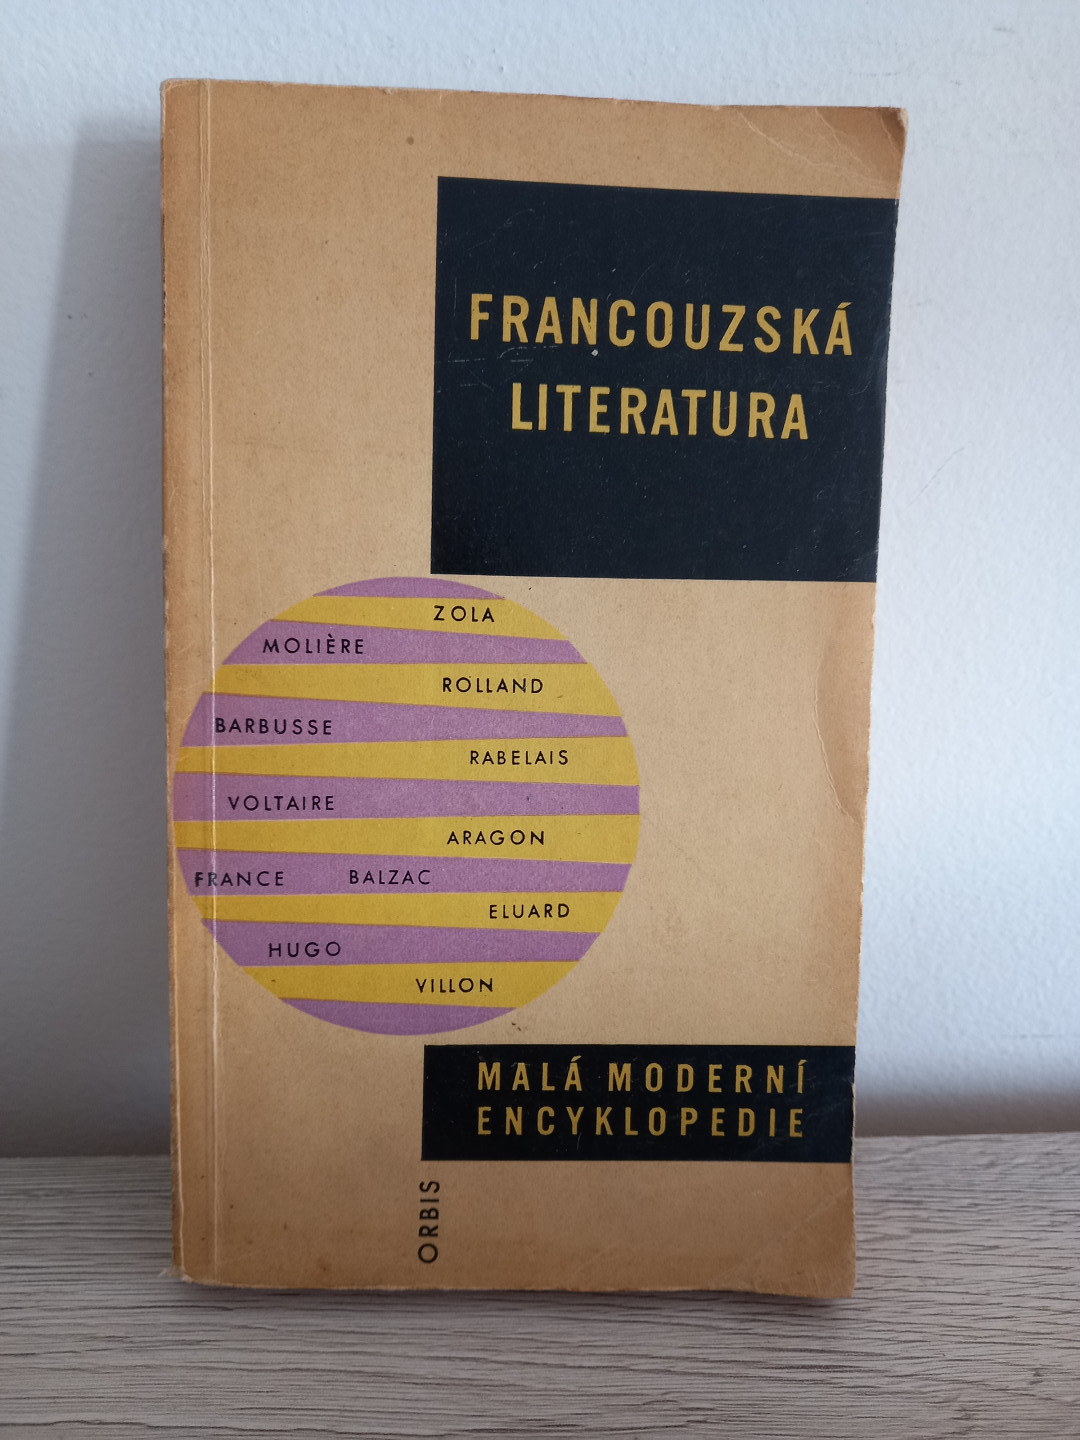 FRANCOUZSKÁ
LITERATURA
ZOLA
MOLIÈRE
ROLLAND
BARBUSSE
RABELAIS
VOLTAIRE
ARAGON
FRANCE BALZAC
ELUARD
HUGO
VILLON
MALÁ MODERNÍ
ENCYKLOPEDIE
ORBIS